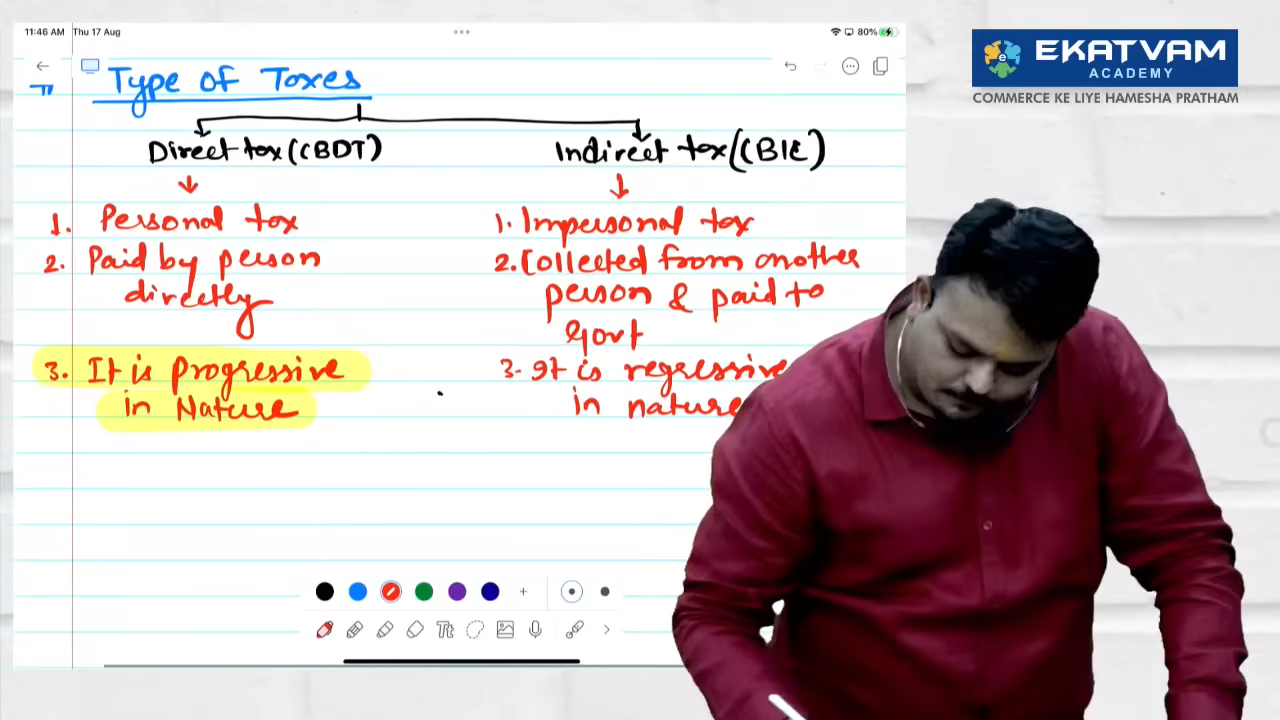 11:46 AM Thu 17 Aug
80%
EKATVAM
ACADEMY
COMMERCE KE LIYE HAMESHA PRATHAM
Type of Taxes
Direct tax (CBDT)
Indirect tax (CBIC)
1. Personal tax
2. Paid by person
directly
3. It is Progressive
in Nature
1. Impersonal tax
2. Collected from another
person & paid to
Govt
3. It is regressive
in nature
Tt